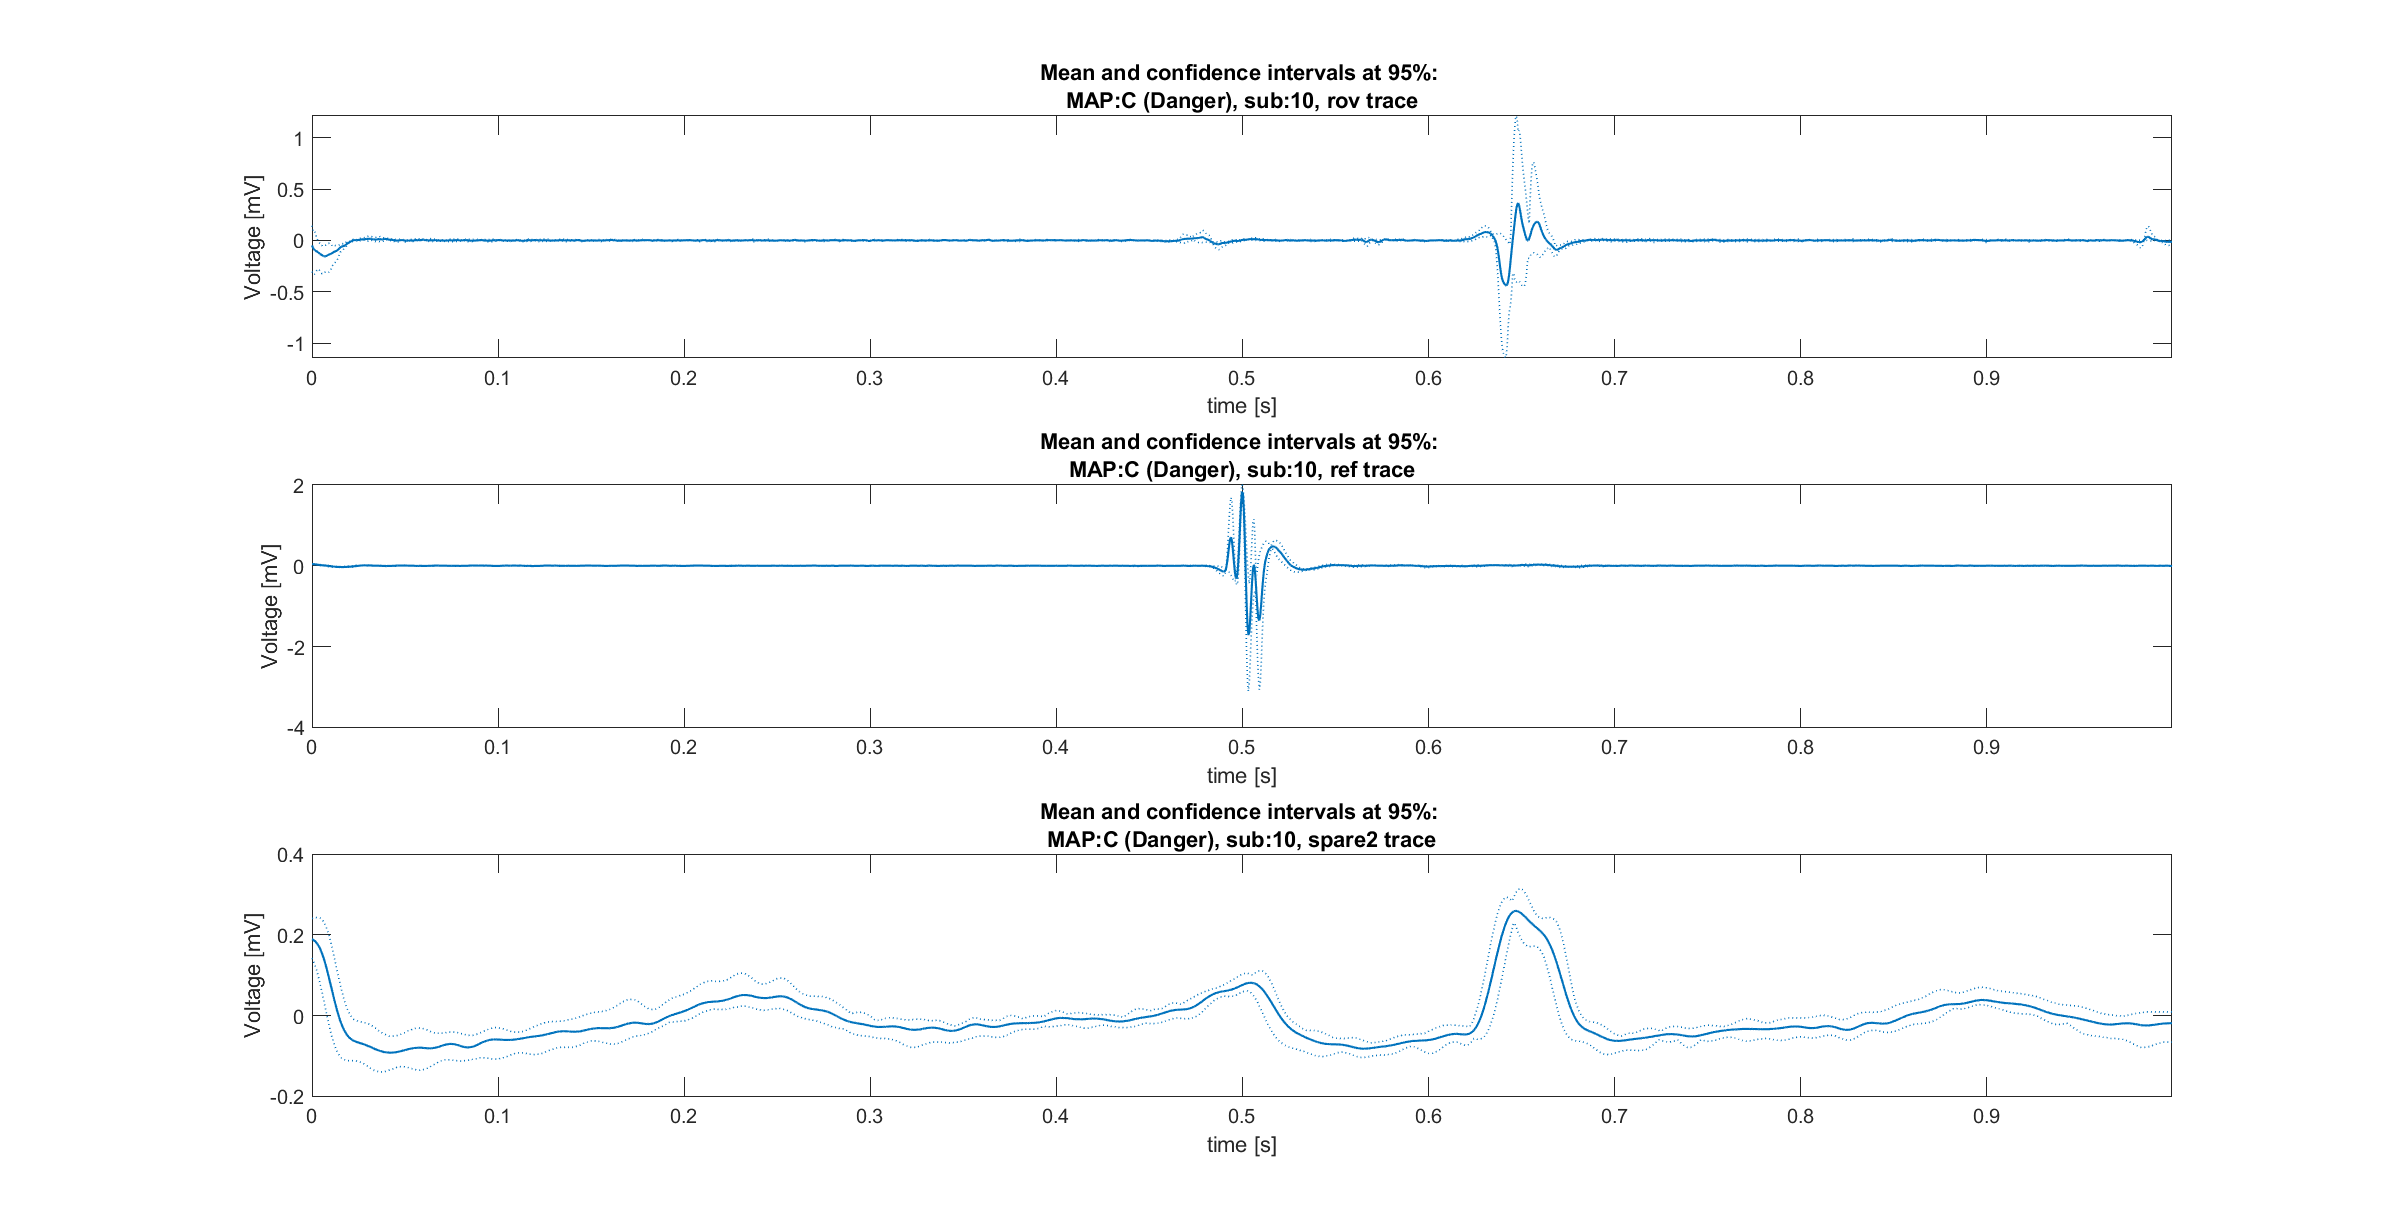 Mean and confidence intervals at 95%:
MAP:C (Danger), sub:10, rov trace
Voltage [mV]
1
0.5
0
-0.5
-1
0 0.1 0.2 0.3 0.4 0.5 0.6 0.7 0.8 0.9
time [s]
Mean and confidence intervals at 95%:
MAP:C (Danger), sub:10, ref trace
Voltage [mV]
2
0
-2
-4
0 0.1 0.2 0.3 0.4 0.5 0.6 0.7 0.8 0.9
time [s]
Mean and confidence intervals at 95%:
MAP:C (Danger), sub:10, spare2 trace
Voltage [mV]
0.4
0.2
0
-0.2
0 0.1 0.2 0.3 0.4 0.5 0.6 0.7 0.8 0.9
time [s]